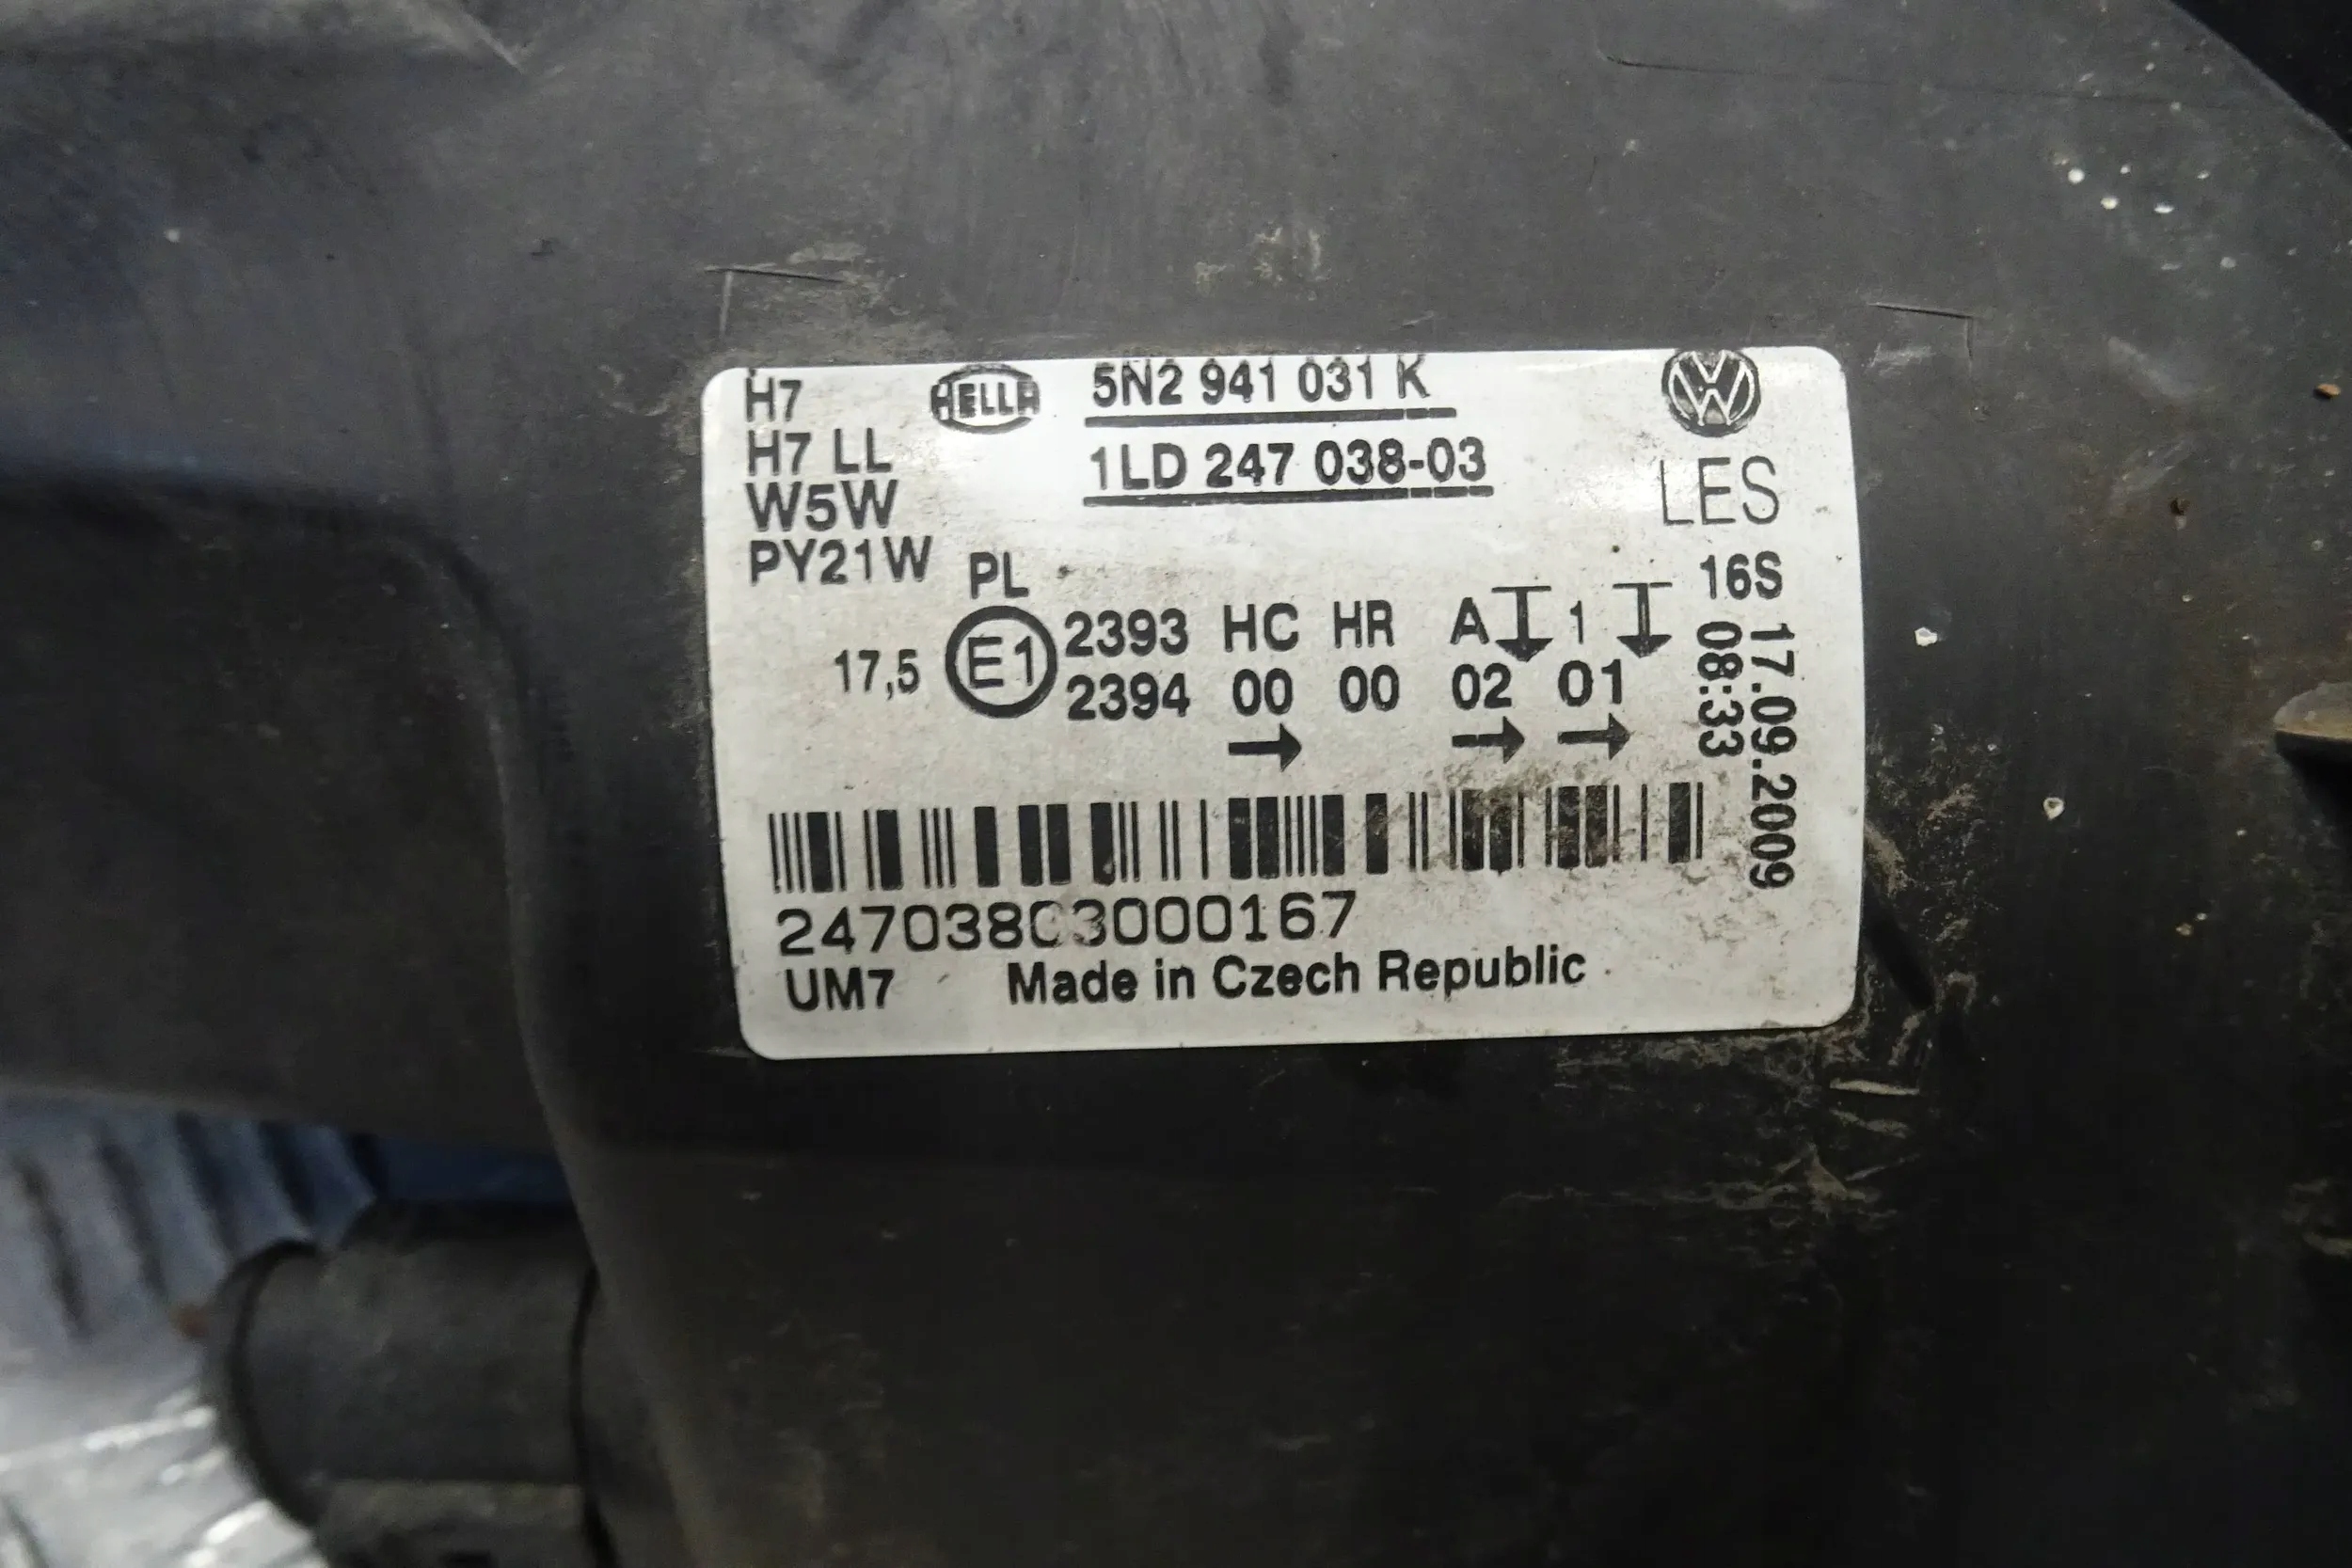 H7
H7 LL
W5W
PY21W
HELLA
5N2 941 031 K
1LD 247 038-03
LES
PL
16S
17,5 E1
2393 HC HR A 1
2394 00 00 02 01
17.09.2009
08:33
24703803000167
UM7 Made in Czech Republic